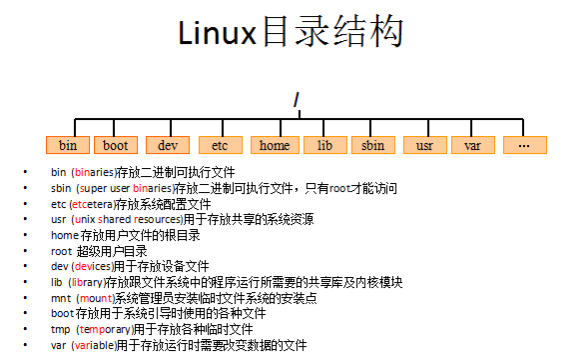 Linux目录结构
/
bin boot dev etc home lib sbin usr var ...
• bin (binaries)存放二进制可执行文件
• sbin (super user binaries)存放二进制可执行文件，只有root才能访问
• etc (etcetera)存放系统配置文件
• usr (unix shared resources)用于存放共享的系统资源
• home 存放用户文件的根目录
• root 超级用户目录
• dev (devices)用于存放设备文件
• lib (library)存放跟文件系统中的程序运行所需要的共享库及内核模块
• mnt (mount)系统管理员安装临时文件系统的安装点
• boot 存放用于系统引导时使用的各种文件
• tmp (temporary)用于存放各种临时文件
• var (variable)用于存放运行时需要改变数据的文件